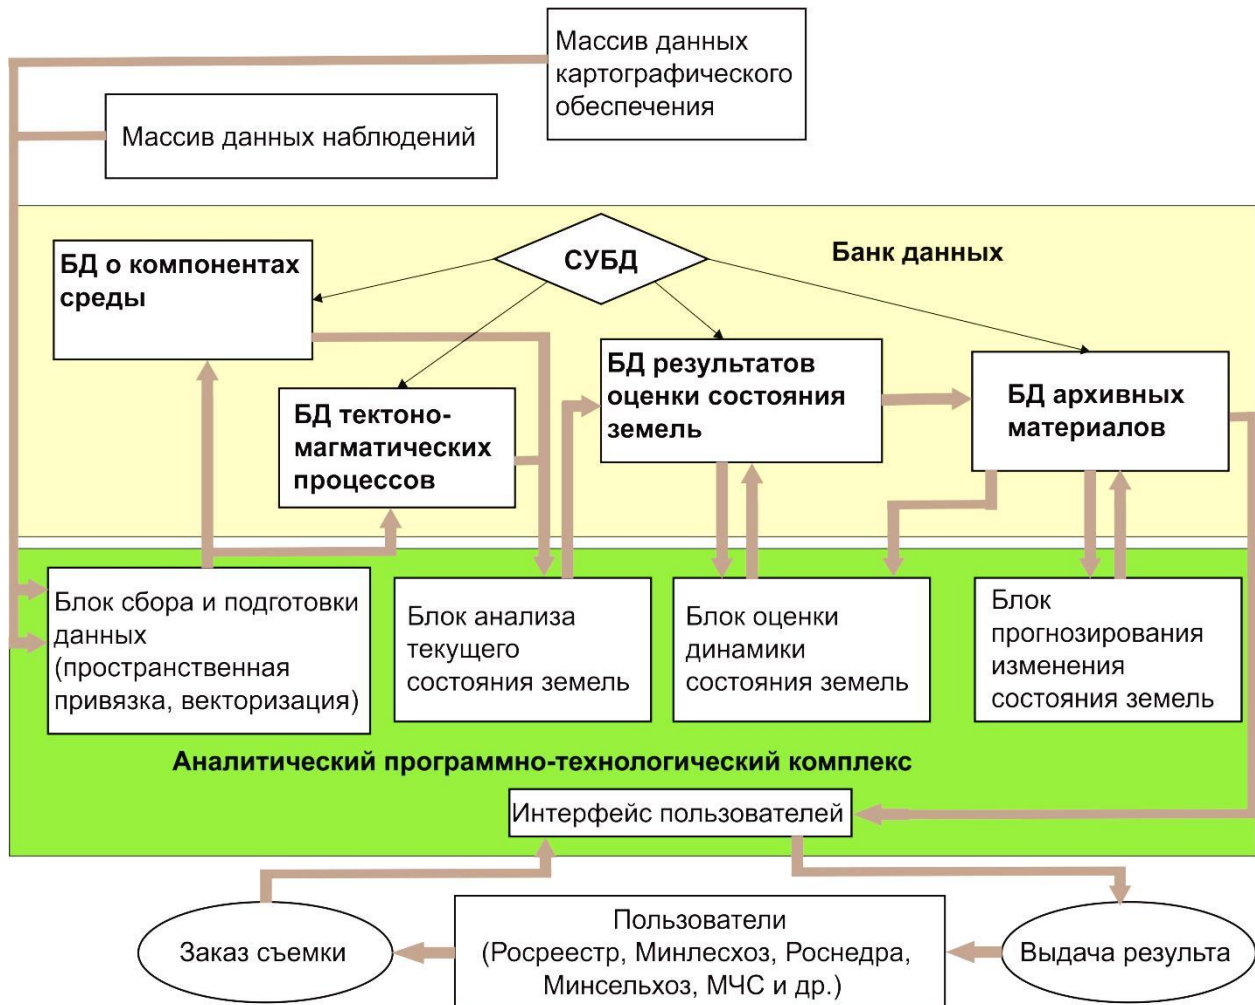 Массив данных
картографического
обеспечения
Массив данных наблюдений
БД о компонентах
среды
СУБД
Банк данных
БД тектоно-
магматических
процессов
БД результатов
оценки состояния
земель
БД архивных
материалов
Блок сбора и подготовки
данных
(пространственная
привязка, векторизация)
Блок анализа
текущего
состояния земель
Блок оценки
динамики
состояния земель
Блок
прогнозирования
изменения
состояния земель
Аналитический программно-технологический комплекс
Интерфейс пользователей
Заказ съемки
Пользователи
(Росреестр, Минлесхоз, Роснедра,
Минсельхоз, МЧС и др.)
Выдача результа